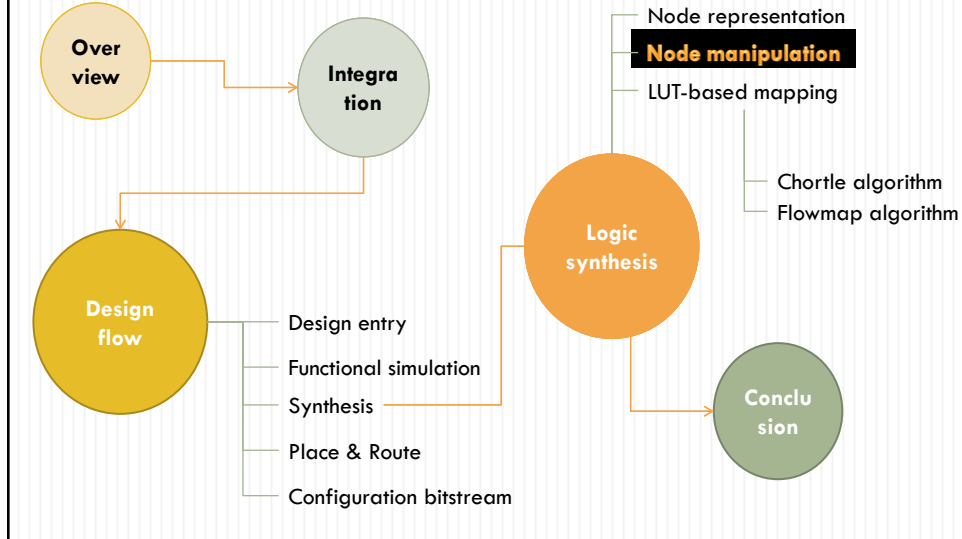 Over
view
Integra
tion
Design
flow
Design entry
Functional simulation
Synthesis
Place & Route
Configuration bitstream
Logic
synthesis
Node representation
Node manipulation
LUT-based mapping
Chortle algorithm
Flowmap algorithm
Conclu
sion